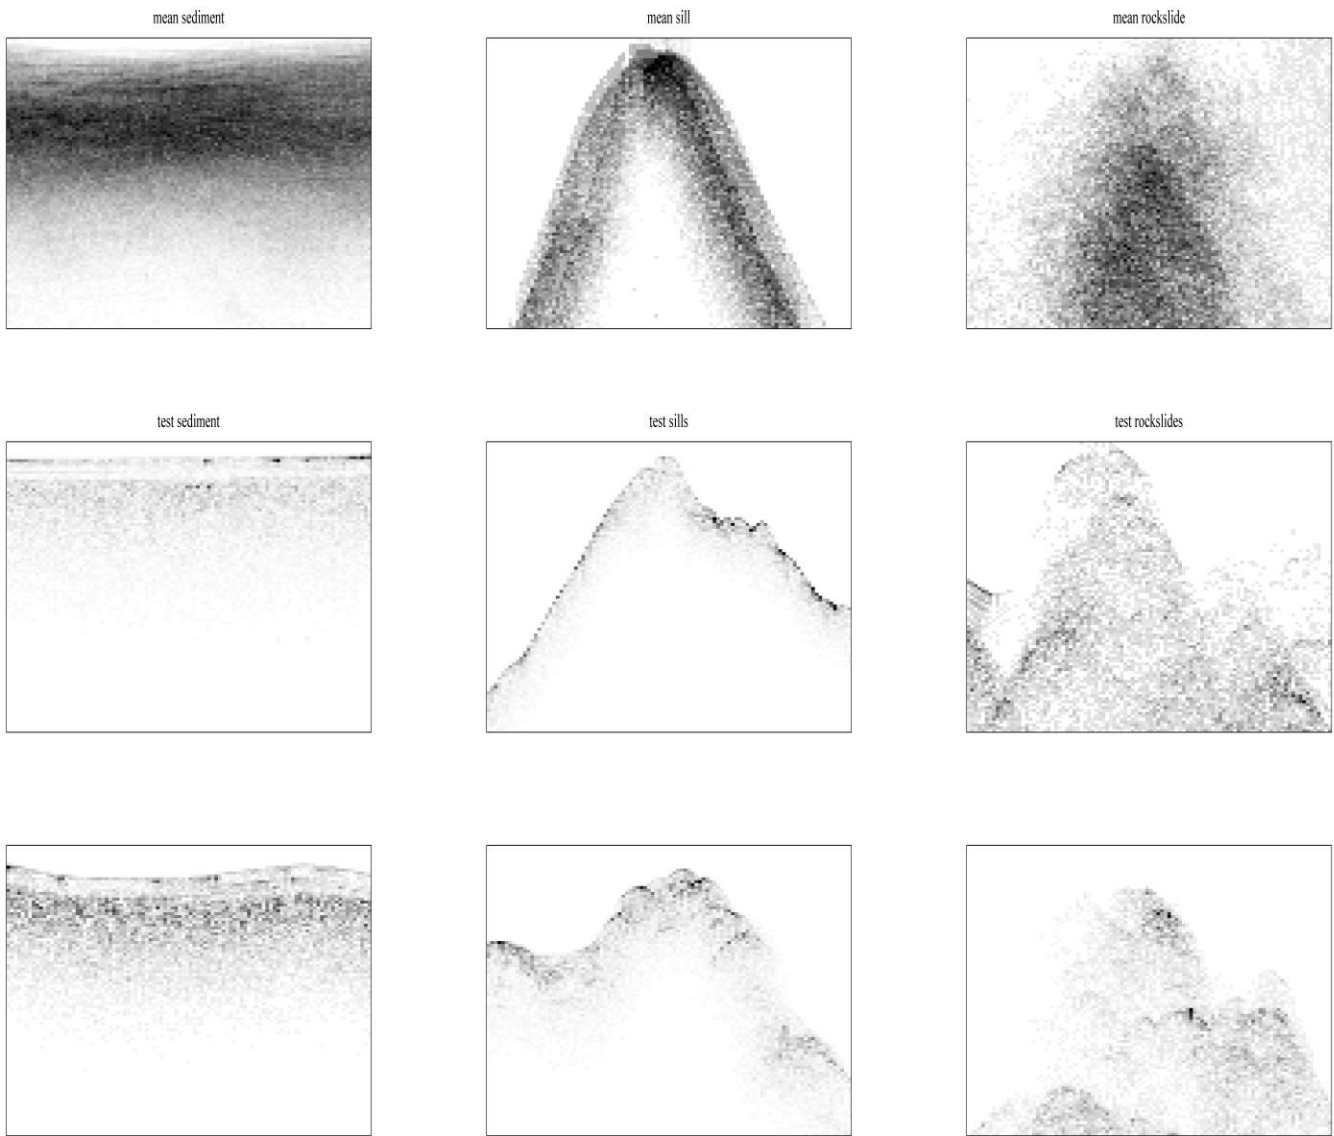 mean sediment
mean sill
mean rockslide
test sediment
test sills
test rockslides